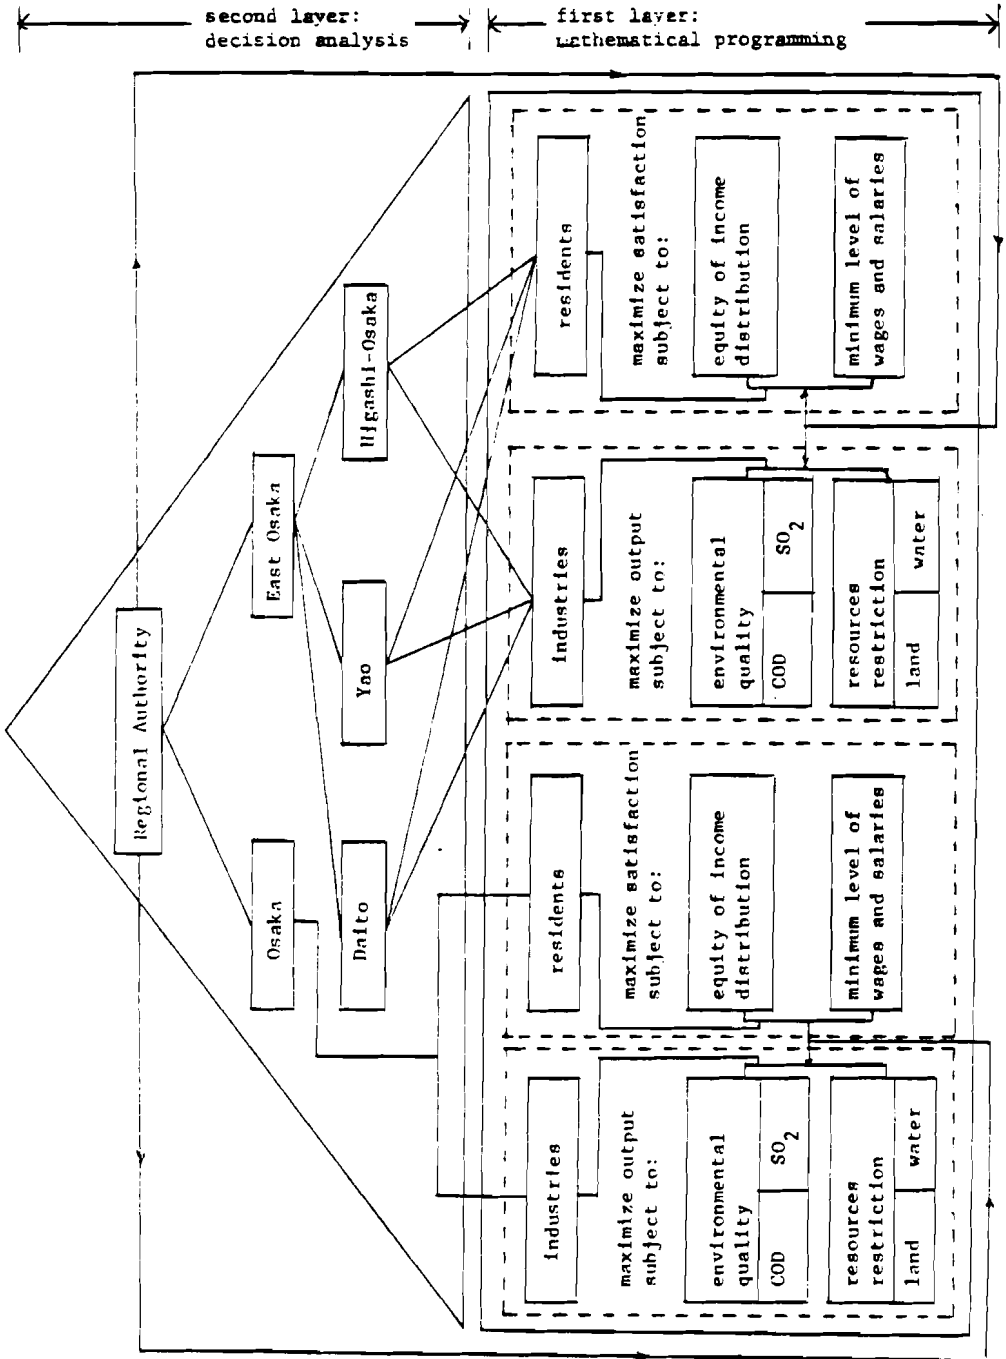 second layer:
decision analysis
first layer:
mathematical programming
Regional Authority
Osaka
East Osaka
Daito
Yao
Higashi-Osaka
industries
maximize output
subject to:
environmental
quality
COD
SO2
resources
restriction
land
water
residents
maximize satisfaction
subject to:
equity of income
distribution
minimum level of
wages and salaries
industries
maximize output
subject to:
environmental
quality
COD
SO2
resources
restriction
land
water
residents
maximize satisfaction
subject to:
equity of income
distribution
minimum level of
wages and salaries